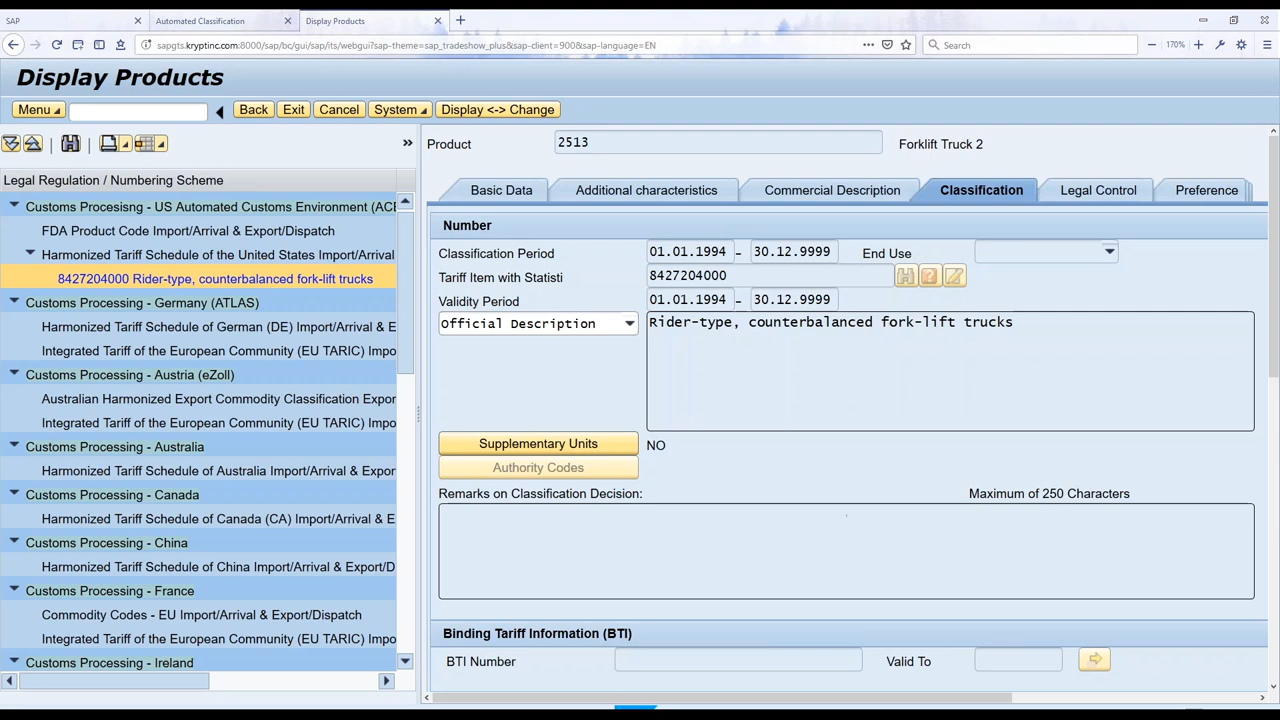 SAP
Automated Classification
Display Products
sapgts.kryptinc.com:8000/sap/bc/gui/sap/its/webgui?sap-theme=sap_tradeshow_plus&sap-client=900&sap-language=EN
Search
170%
Display Products
Menu
Back
Exit
Cancel
System
Display <-> Change
Product
2513
Forklift Truck 2
Legal Regulation / Numbering Scheme
Customs Procesising - US Automated Customs Environment (ACE
FDA Product Code Import/Arrival & Export/Dispatch
Harmonized Tariff Schedule of the United States Import/Arrival
8427204000 Rider-type, counterbalanced fork-lift trucks
Customs Processing - Germany (ATLAS)
Harmonized Tariff Schedule of German (DE) Import/Arrival & E
Integrated Tariff of the European Community (EU TARIC) Impo
Customs Processing - Austria (eZoll)
Australian Harmonized Export Commodity Classification Expor
Integrated Tariff of the European Community (EU TARIC) Impo
Customs Processing - Australia
Harmonized Tariff Schedule of Australia Import/Arrival & Expor
Customs Processing - Canada
Harmonized Tariff Schedule of Canada (CA) Import/Arrival & E
Customs Processing - China
Harmonized Tariff Schedule of China Import/Arrival & Export/D
Customs Processing - France
Commodity Codes - EU Import/Arrival & Export/Dispatch
Integrated Tariff of the European Community (EU TARIC) Impo
Customs Processing - Ireland
Basic Data
Additional characteristics
Commercial Description
Classification
Legal Control
Preference
Number
Classification Period
01.01.1994 - 30.12.9999
End Use
Tariff Item with Statisti
8427204000
Validity Period
01.01.1994 - 30.12.9999
Official Description
Rider-type, counterbalanced fork-lift trucks
Supplementary Units
NO
Authority Codes
Remarks on Classification Decision:
Maximum of 250 Characters
Binding Tariff Information (BTI)
BTI Number
Valid To